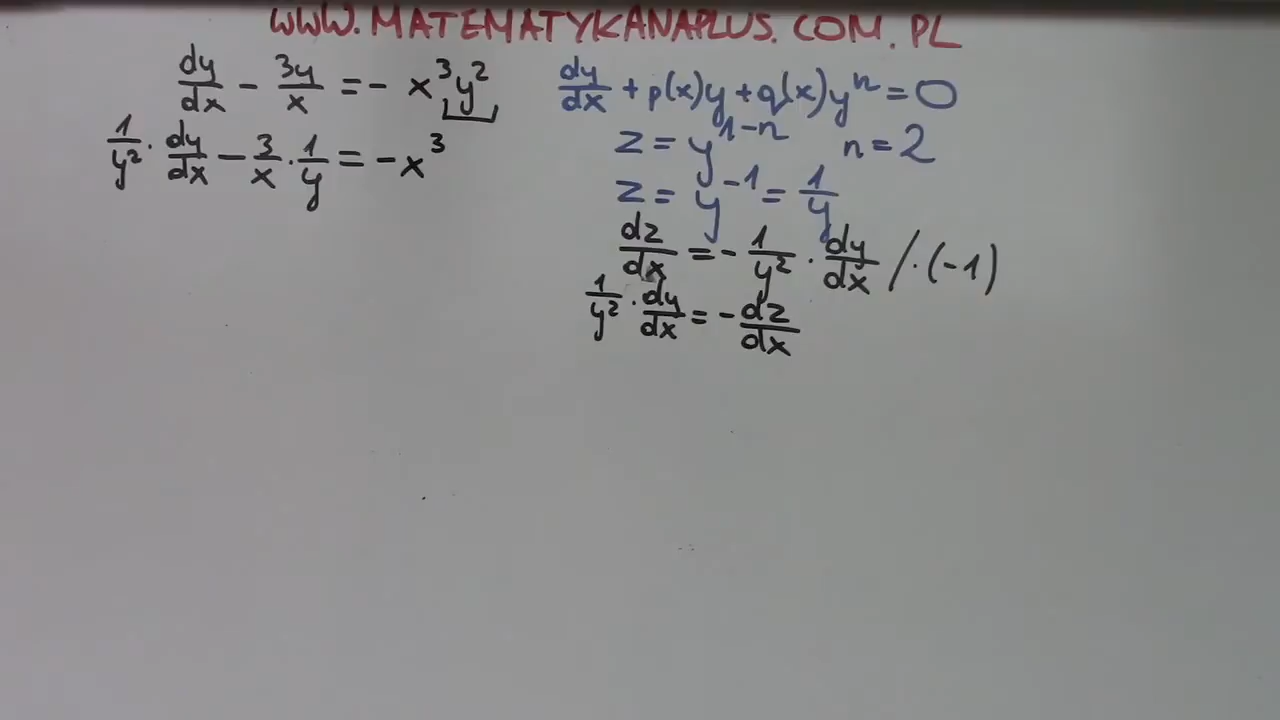 WWW.MATEMATYKANAPLUS.COM.PL
dy/dx - 3y/x = - x³y²
1/y² · dy/dx - 3/x · 1/y = -x³
dy/dx + p(x)y + q(x)yⁿ = 0
z = y¹⁻ⁿ n = 2
z = y⁻¹ = 1/y
dz/dx = - 1/y² · dy/dx /·(-1)
1/y² · dy/dx = - dz/dx